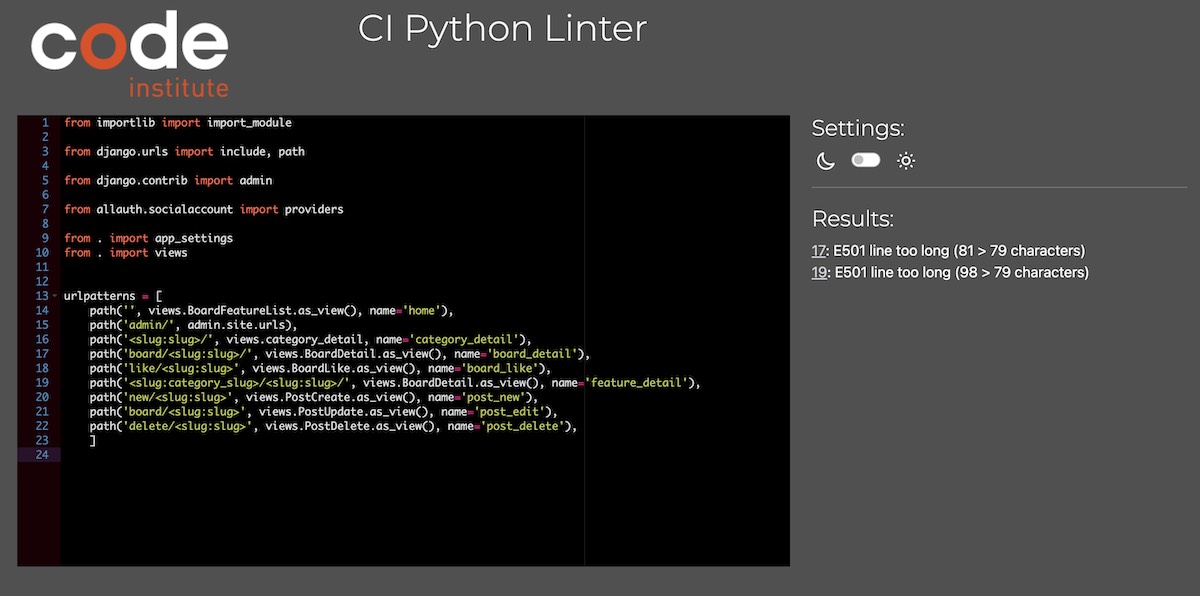 code
institute
CI Python Linter
1 from importlib import import_module
2
3 from django.urls import include, path
4
5 from django.contrib import admin
6
7 from allauth.socialaccount import providers
8
9 from . import app_settings
10 from . import views
11
12
13 urlpatterns = [
14     path('', views.BoardFeatureList.as_view(), name='home'),
15     path('admin/', admin.site.urls),
16     path('<slug:slug>/', views.category_detail, name='category_detail'),
17     path('board/<slug:slug>/', views.BoardDetail.as_view(), name='board_detail'),
18     path('like/<slug:slug>', views.BoardLike.as_view(), name='board_like'),
19     path('<slug:category_slug>/<slug:slug>/', views.BoardDetail.as_view(), name='feature_detail'),
20     path('new/<slug:slug>', views.PostCreate.as_view(), name='post_new'),
21     path('board/<slug:slug>', views.PostUpdate.as_view(), name='post_edit'),
22     path('delete/<slug:slug>', views.PostDelete.as_view(), name='post_delete'),
23     ]
24
Settings:
Results:
17: E501 line too long (81 > 79 characters)
19: E501 line too long (98 > 79 characters)